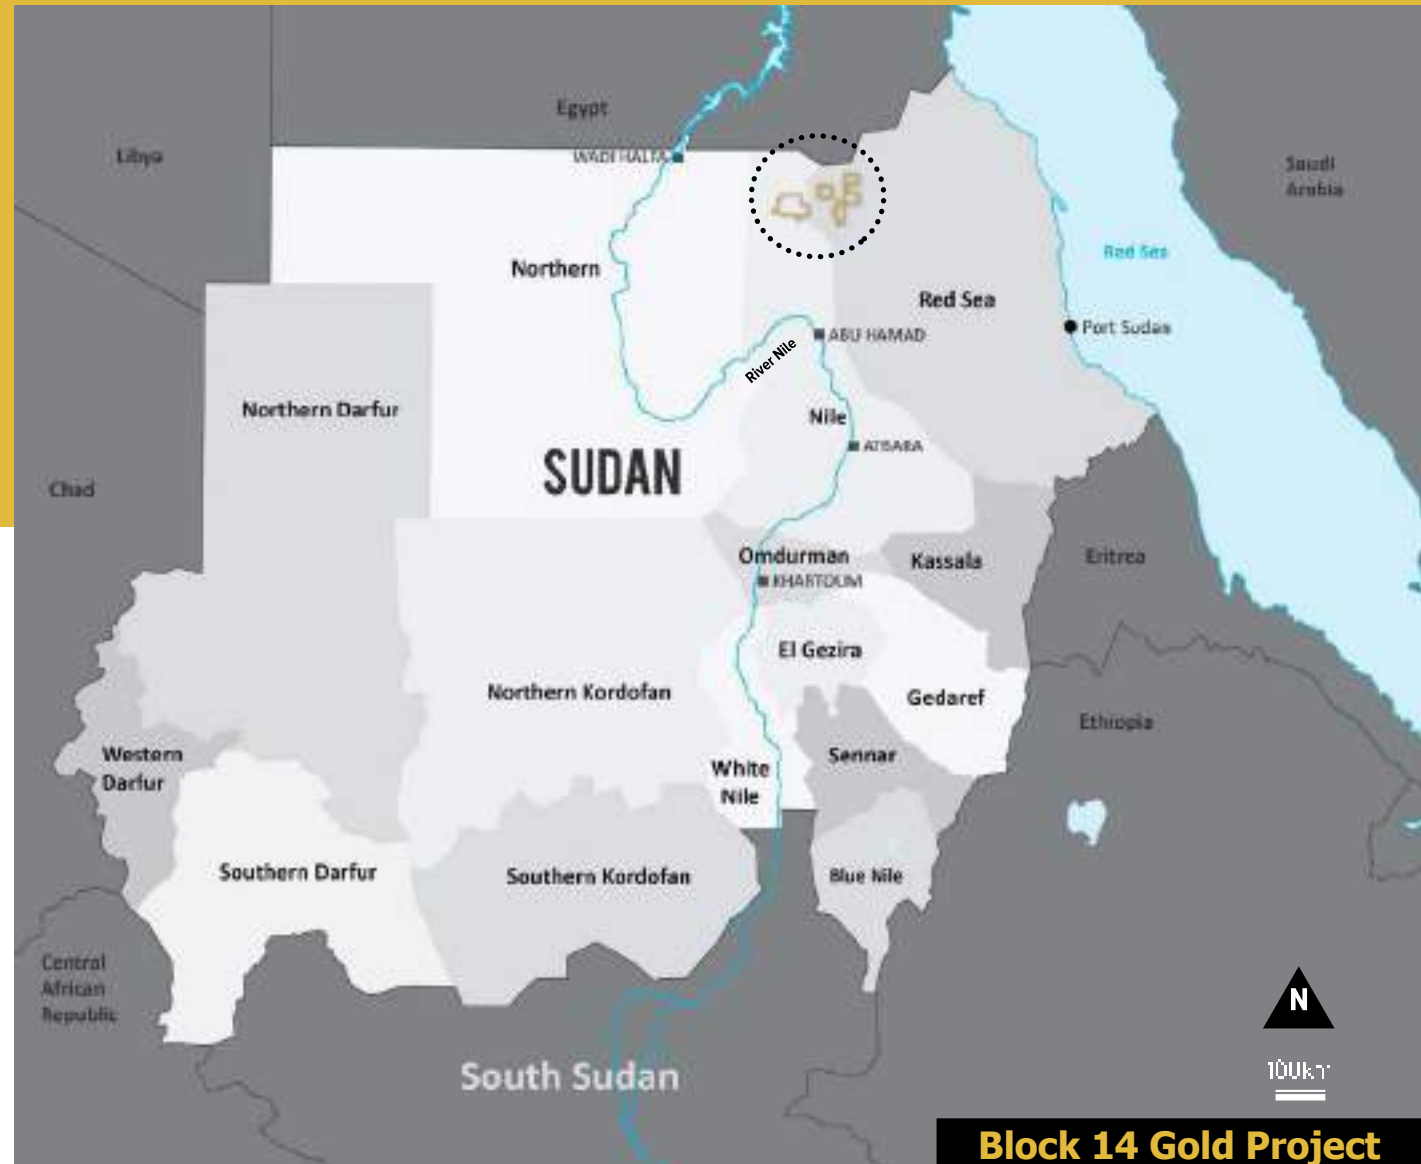 Egypt
Libya
WADI HALFA
Saudi
Arabia
Red Sea
Northern
Red Sea
Port Sudan
ABU HAMAD
River Nile
Northern Darfur
Nile
ATBARA
SUDAN
Chad
Omdurman
Kassala
Eritrea
KHARTOUM
El Gezira
Northern Kordofan
Gedaref
Ethiopia
Western
Darfur
Sennar
White
Nile
Southern Darfur
Southern Kordofan
Blue Nile
Central
African
Republic
N
100km
South Sudan
Block 14 Gold Project